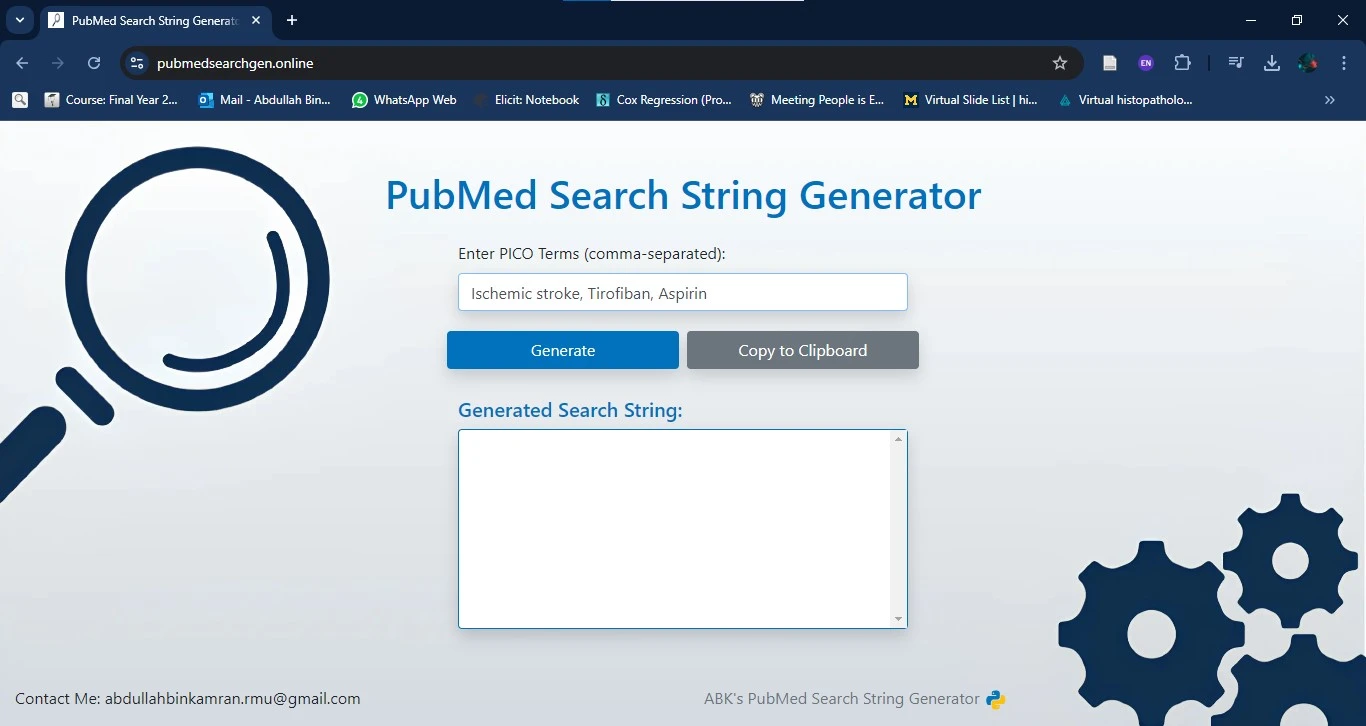 PubMed Search String Generato
pubmedsearchgen.online
EN
Course: Final Year 2...
Mail - Abdullah Bin...
WhatsApp Web
Elicit: Notebook
Cox Regression (Pro...
Meeting People is E...
Virtual Slide List | hi...
Virtual histopatholo...
PubMed Search String Generator
Enter PICO Terms (comma-separated):
Ischemic stroke, Tirofiban, Aspirin
Generate
Copy to Clipboard
Generated Search String:
Contact Me: abdullahbinkamran.rmu@gmail.com
ABK's PubMed Search String Generator